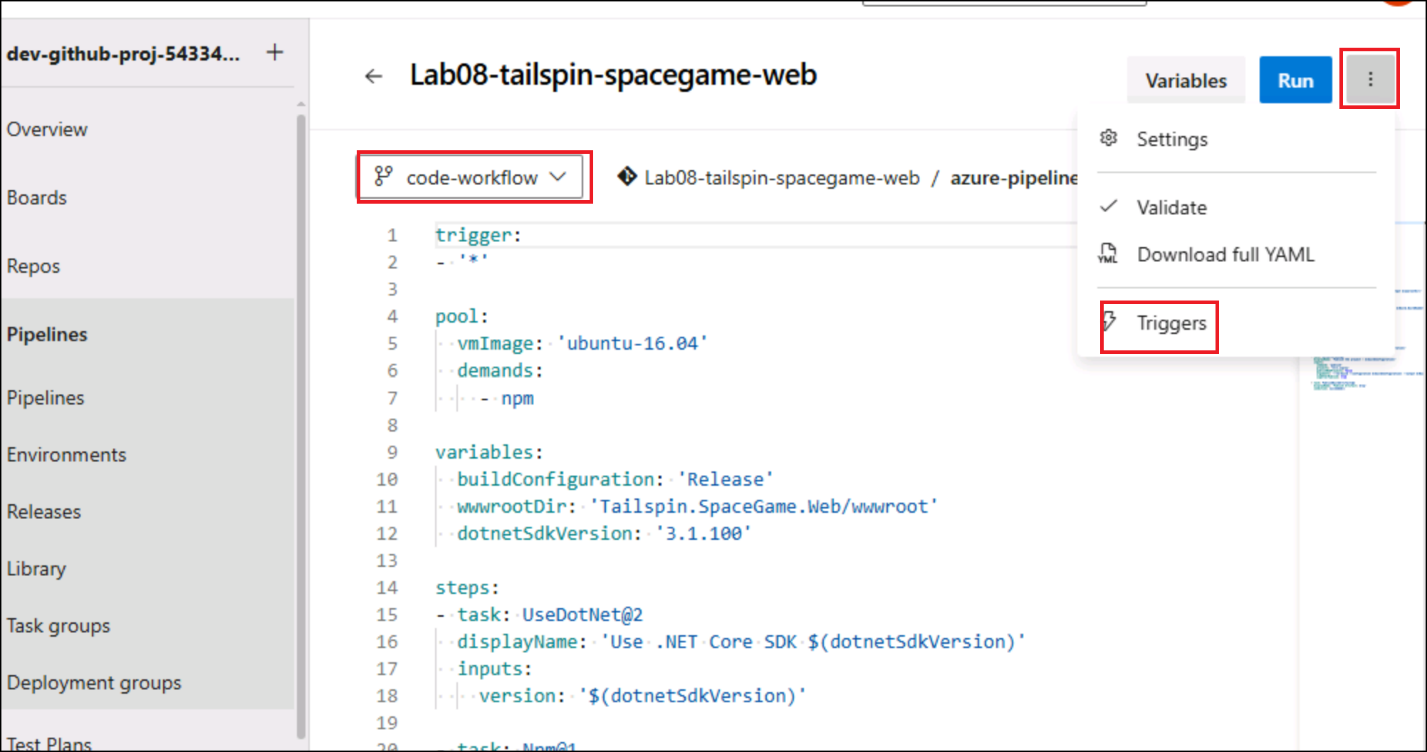 dev-github-proj-54334... +
Overview
Boards
Repos
Pipelines
Pipelines
Environments
Releases
Library
Task groups
Deployment groups
Test Plans
Lab08-tailspin-spacegame-web
Variables
Run
code-workflow
Lab08-tailspin-spacegame-web / azure-pipeline
Settings
Validate
YML Download full YAML
Triggers
1 trigger:
2 - '*'
3
4 pool:
5 vmImage: 'ubuntu-16.04'
6 demands:
7 - npm
8
9 variables:
10 buildConfiguration: 'Release'
11 wwwrootDir: 'Tailspin.SpaceGame.Web/wwwroot'
12 dotnetSdkVersion: '3.1.100'
13
14 steps:
15 - task: UseDotNet@2
16 displayName: 'Use .NET Core SDK $(dotnetSdkVersion)'
17 inputs:
18 version: '$(dotnetSdkVersion)'
19
20 - task: Npm@1